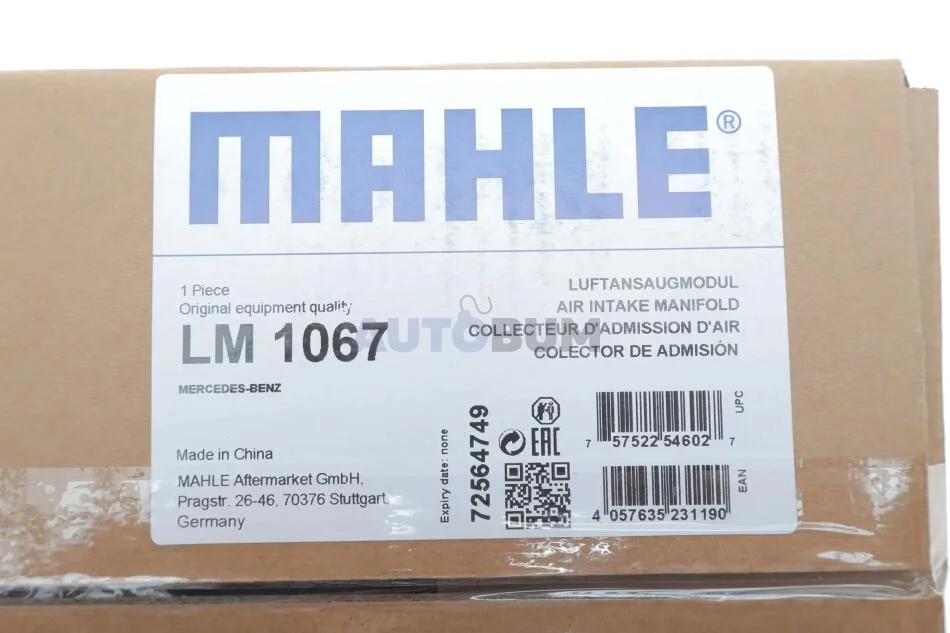 MAHLE®
1 Piece
Original equipment quality
LM 1067
MERCEDES-BENZ
LUFTANSAUGMODUL
AIR INTAKE MANIFOLD
COLLECTEUR D'ADMISSION D'AIR
COLECTOR DE ADMISIÓN
AUTOBUM
Made in China
MAHLE Aftermarket GmbH,
Pragstr. 26-46, 70376 Stuttgart,
Germany
Expiry date: none
72564749
EAC
UPC
7 57522 54602 7
EAN
4 057635 231190